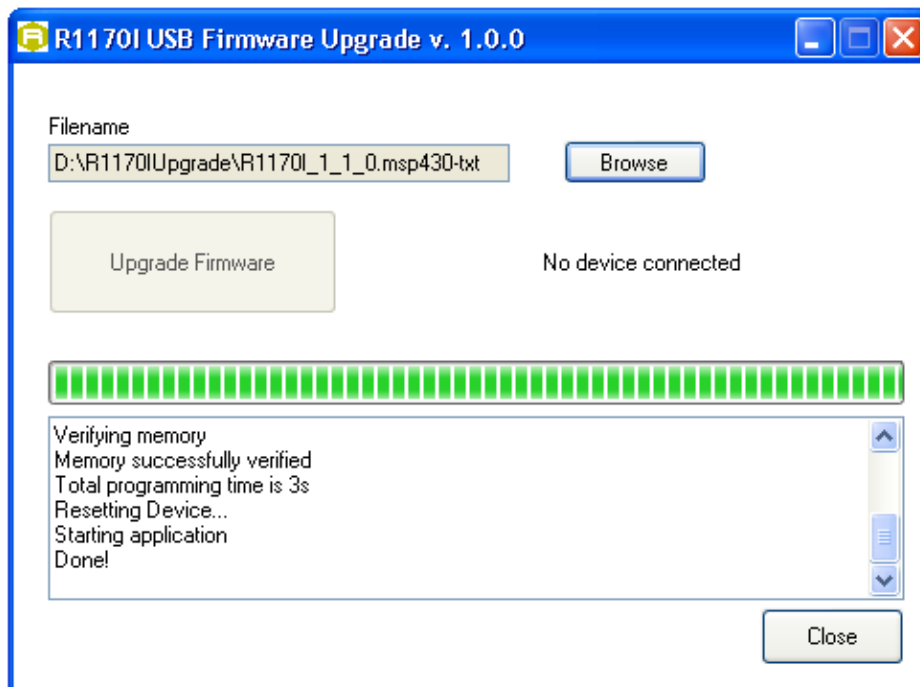 R1170I USB Firmware Upgrade v. 1.0.0
Filename
D:\R1170IUpgrade\R1170I_1_1_0.msp430-txt
Browse
Upgrade Firmware
No device connected
Verifying memory
Memory successfully verified
Total programming time is 3s
Resetting Device...
Starting application
Done!
Close